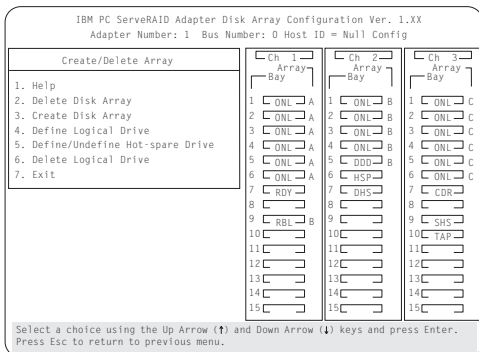 IBM PC ServeRAID Adapter Disk Array Configuration Ver. 1.XX
Adapter Number: 1 Bus Number: 0 Host ID = Null Config
Create/Delete Array
1. Help
2. Delete Disk Array
3. Create Disk Array
4. Define Logical Drive
5. Define/Undefine Hot-spare Drive
6. Delete Logical Drive
7. Exit
Ch 1
Array
Bay
1 ONL A
2 ONL A
3 ONL A
4 ONL A
5 ONL A
6 ONL A
7 RDY
8
9 RBL B
10
11
12
13
14
15
Ch 2
Array
Bay
1 ONL B
2 ONL B
3 ONL B
4 ONL B
5 DDD B
6 HSP
7 DHS
8
9
10
11
12
13
14
15
Ch 3
Array
Bay
1 ONL C
2 ONL C
3 ONL C
4 ONL C
5 ONL C
6 ONL C
7 CDR
8
9 SHS
10 TAP
11
12
13
14
15
Select a choice using the Up Arrow (↑) and Down Arrow (↓) keys and press Enter.
Press Esc to return to previous menu.